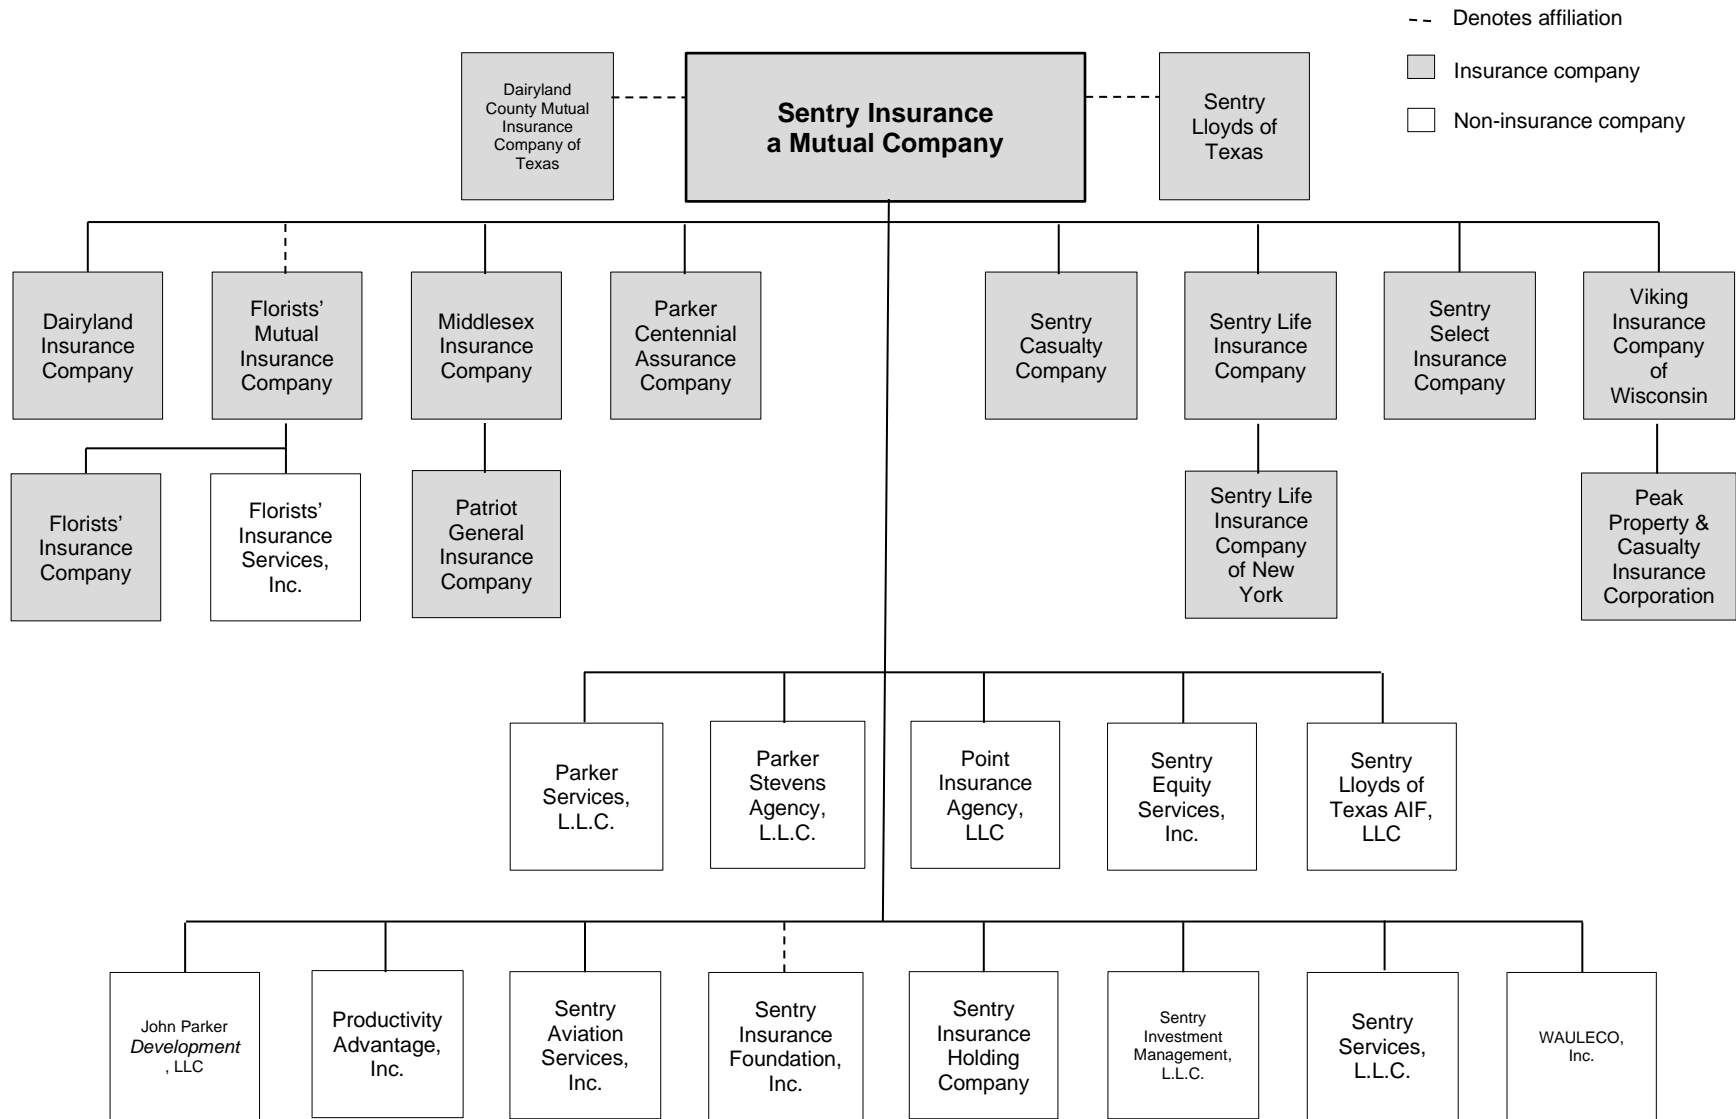 -- Denotes affiliation
Insurance company
Non-insurance company
Dairyland
County Mutual
Insurance
Company of
Texas
Sentry Insurance
a Mutual Company
Sentry
Lloyds of
Texas
Dairyland
Insurance
Company
Florists’
Mutual
Insurance
Company
Middlesex
Insurance
Company
Parker
Centennial
Assurance
Company
Sentry
Casualty
Company
Sentry Life
Insurance
Company
Sentry
Select
Insurance
Company
Viking
Insurance
Company
of
Wisconsin
Florists’
Insurance
Company
Florists’
Insurance
Services,
Inc.
Patriot
General
Insurance
Company
Sentry Life
Insurance
Company
of New
York
Peak
Property &
Casualty
Insurance
Corporation
Parker
Services,
L.L.C.
Parker
Stevens
Agency,
L.L.C.
Point
Insurance
Agency,
LLC
Sentry
Equity
Services,
Inc.
Sentry
Lloyds of
Texas AIF,
LLC
John Parker
Development
, LLC
Productivity
Advantage,
Inc.
Sentry
Aviation
Services,
Inc.
Sentry
Insurance
Foundation,
Inc.
Sentry
Insurance
Holding
Company
Sentry
Investment
Management,
L.L.C.
Sentry
Services,
L.L.C.
WAULECO,
Inc.